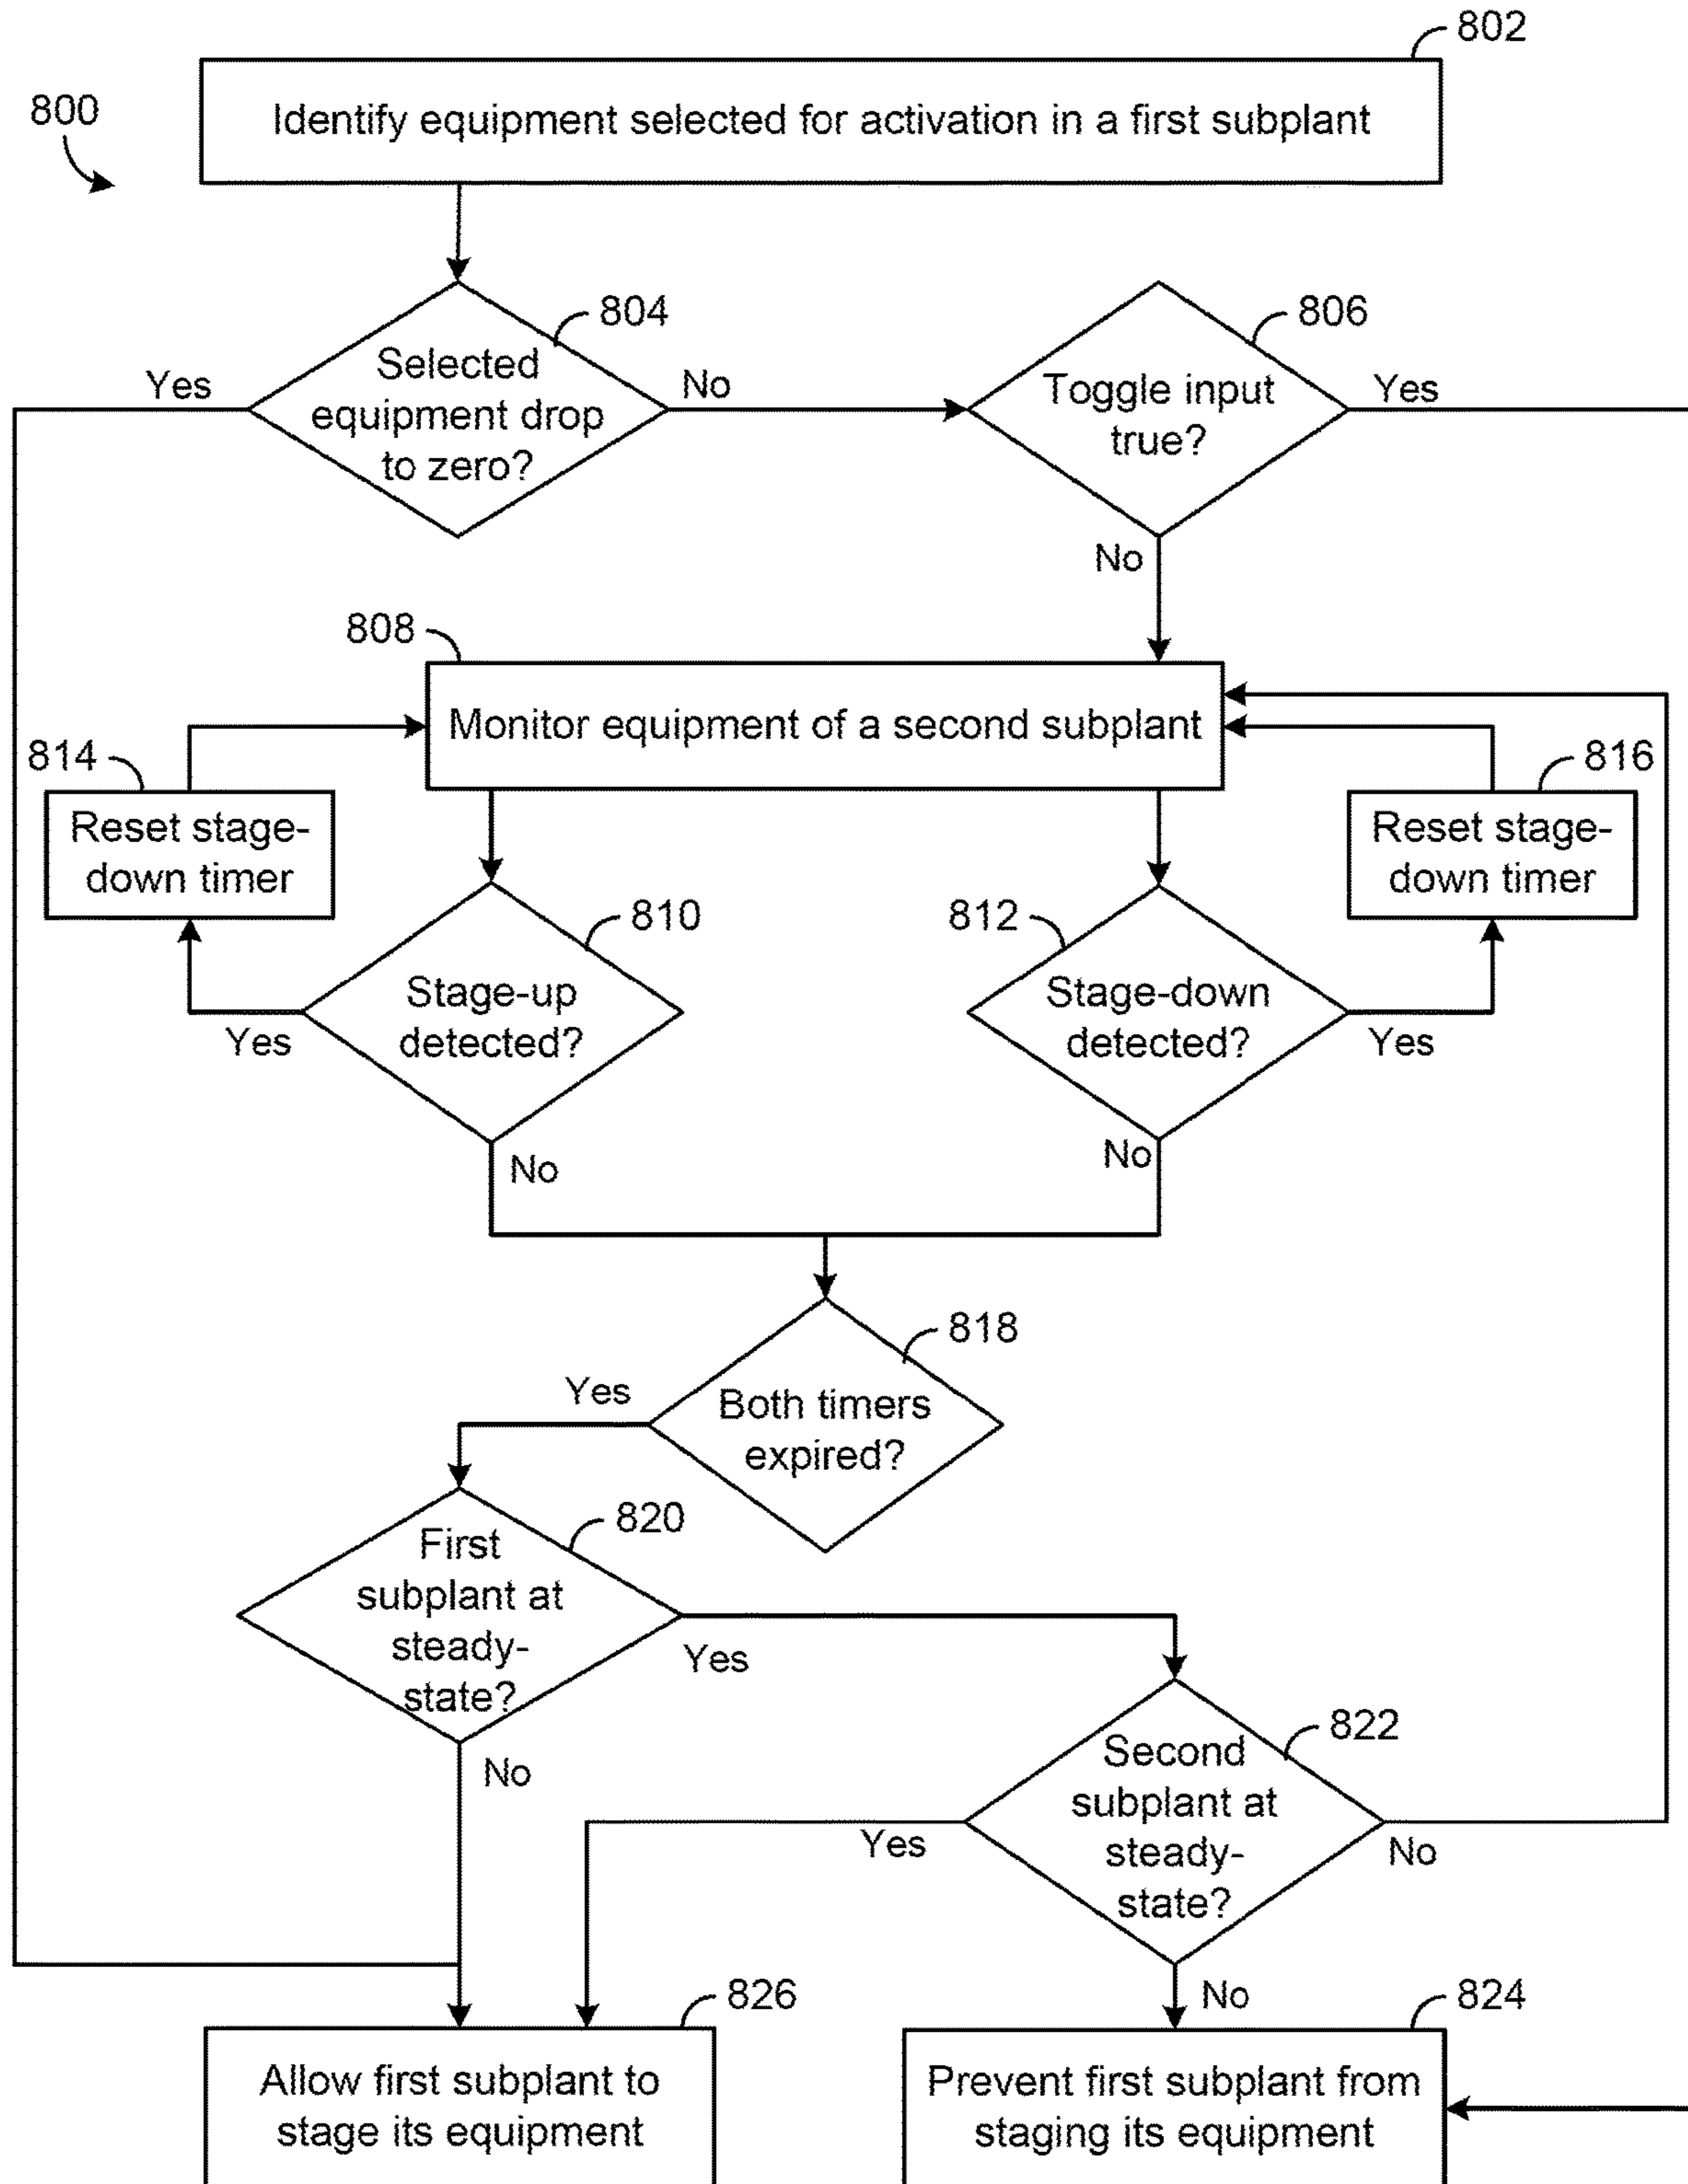 802
800
Identify equipment selected for activation in a first subplant
804
806
Yes
Selected
equipment drop
to zero?
No
Toggle input
true?
Yes
No
808
Monitor equipment of a second subplant
814
816
Reset stage-
down timer
Reset stage-
down timer
810
812
Stage-up
detected?
Yes
Stage-down
detected?
Yes
No
No
818
Yes
Both timers
expired?
820
First
subplant at
steady-
state?
Yes
No
822
Second
subplant at
steady-
state?
Yes
No
No
826
824
Allow first subplant to
stage its equipment
Prevent first subplant from
staging its equipment